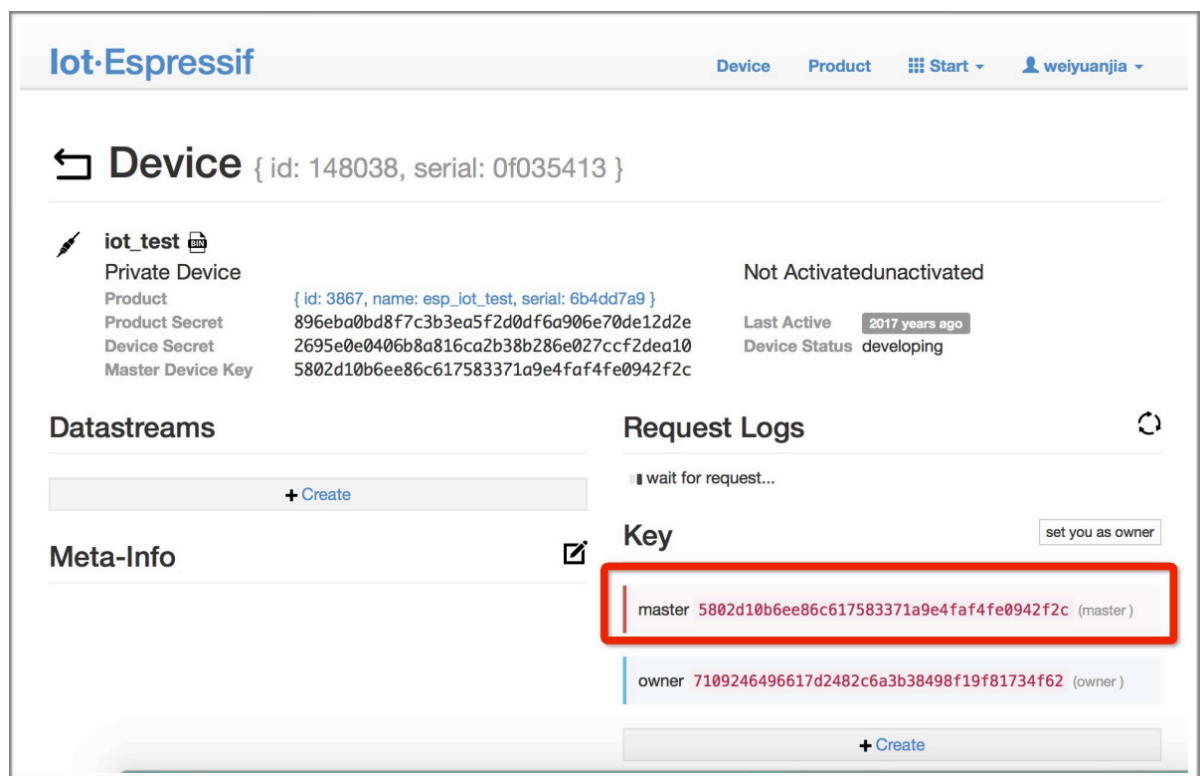 Iot·Espressif
Device Product Start weiyuanjia
Device { id: 148038, serial: 0f035413 }
iot_test BIN
Private Device
Product { id: 3867, name: esp_iot_test, serial: 6b4dd7a9 }
Product Secret 896eba0bd8f7c3b3ea5f2d0df6a906e70de12d2e
Device Secret 2695e0e0406b8a816ca2b38b286e027ccf2dea10
Master Device Key 5802d10b6ee86c617583371a9e4faf4fe0942f2c
Not Activatedunactivated
Last Active 2017 years ago
Device Status developing
Datastreams
+ Create
Meta-Info
Request Logs
wait for request...
Key set you as owner
master 5802d10b6ee86c617583371a9e4faf4fe0942f2c (master )
owner 7109246496617d2482c6a3b38498f19f81734f62 (owner )
+ Create